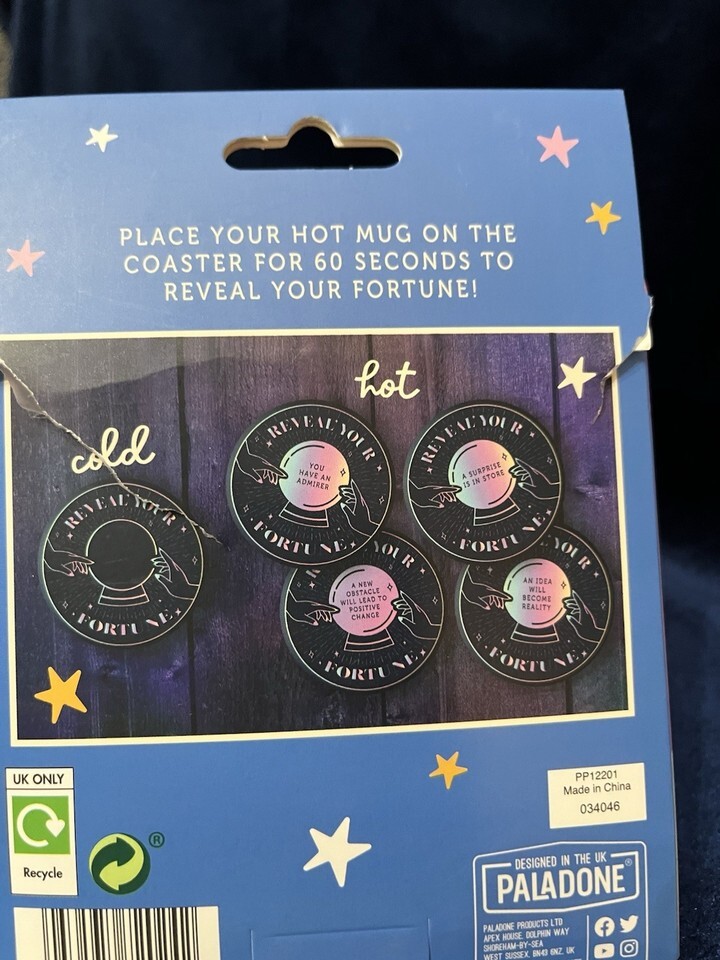 PLACE YOUR HOT MUG ON THE
COASTER FOR 60 SECONDS TO
REVEAL YOUR FORTUNE!
hot
cold
REVEAL YOUR
FORTUNE
REVEAL YOUR
YOU
HAVE AN
ADMIRER
FORTUNE
REVEAL YOUR
A SURPRISE
IS IN STORE
FORTUNE
YOUR
A NEW
OBSTACLE
WILL LEAD TO
POSITIVE
CHANGE
FORTUNE
YOUR
AN IDEA
WILL
BECOME
REALITY
FORTUNE
UK ONLY
Recycle
®
PP12201
Made in China
034046
DESIGNED IN THE UK
PALADONE®
PALADONE PRODUCTS LTD
APEX HOUSE, DOLPHIN WAY
SHOREHAM-BY-SEA
WEST SUSSEX, BN43 6NZ, UK